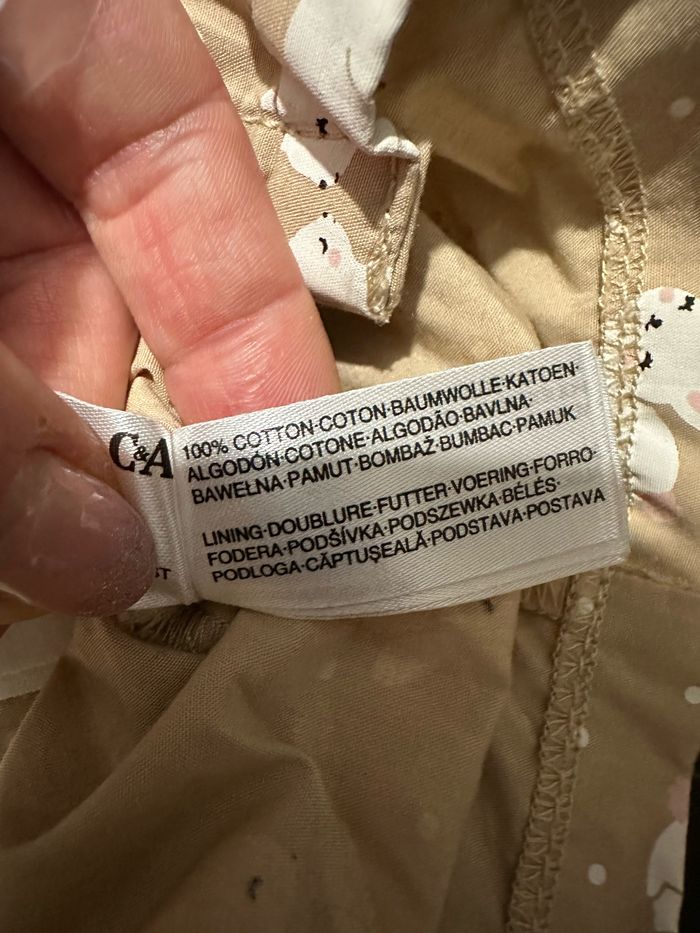 C&A
100% COTTON·COTON·BAUMWOLLE·KATOEN·
ALGODÓN·COTONE·ALGODÃO·BAVLNA·
BAWEŁNA·PAMUT·BOMBAŽ·BUMBAC·PAMUK
LINING·DOUBLURE·FUTTER·VOERING·FORRO·
FODERA·PODŠÍVKA·PODSZEWKA·BÉLÉS·
PODLOGA·CĂPTUȘEALĂ·PODSTAVA·POSTAVA